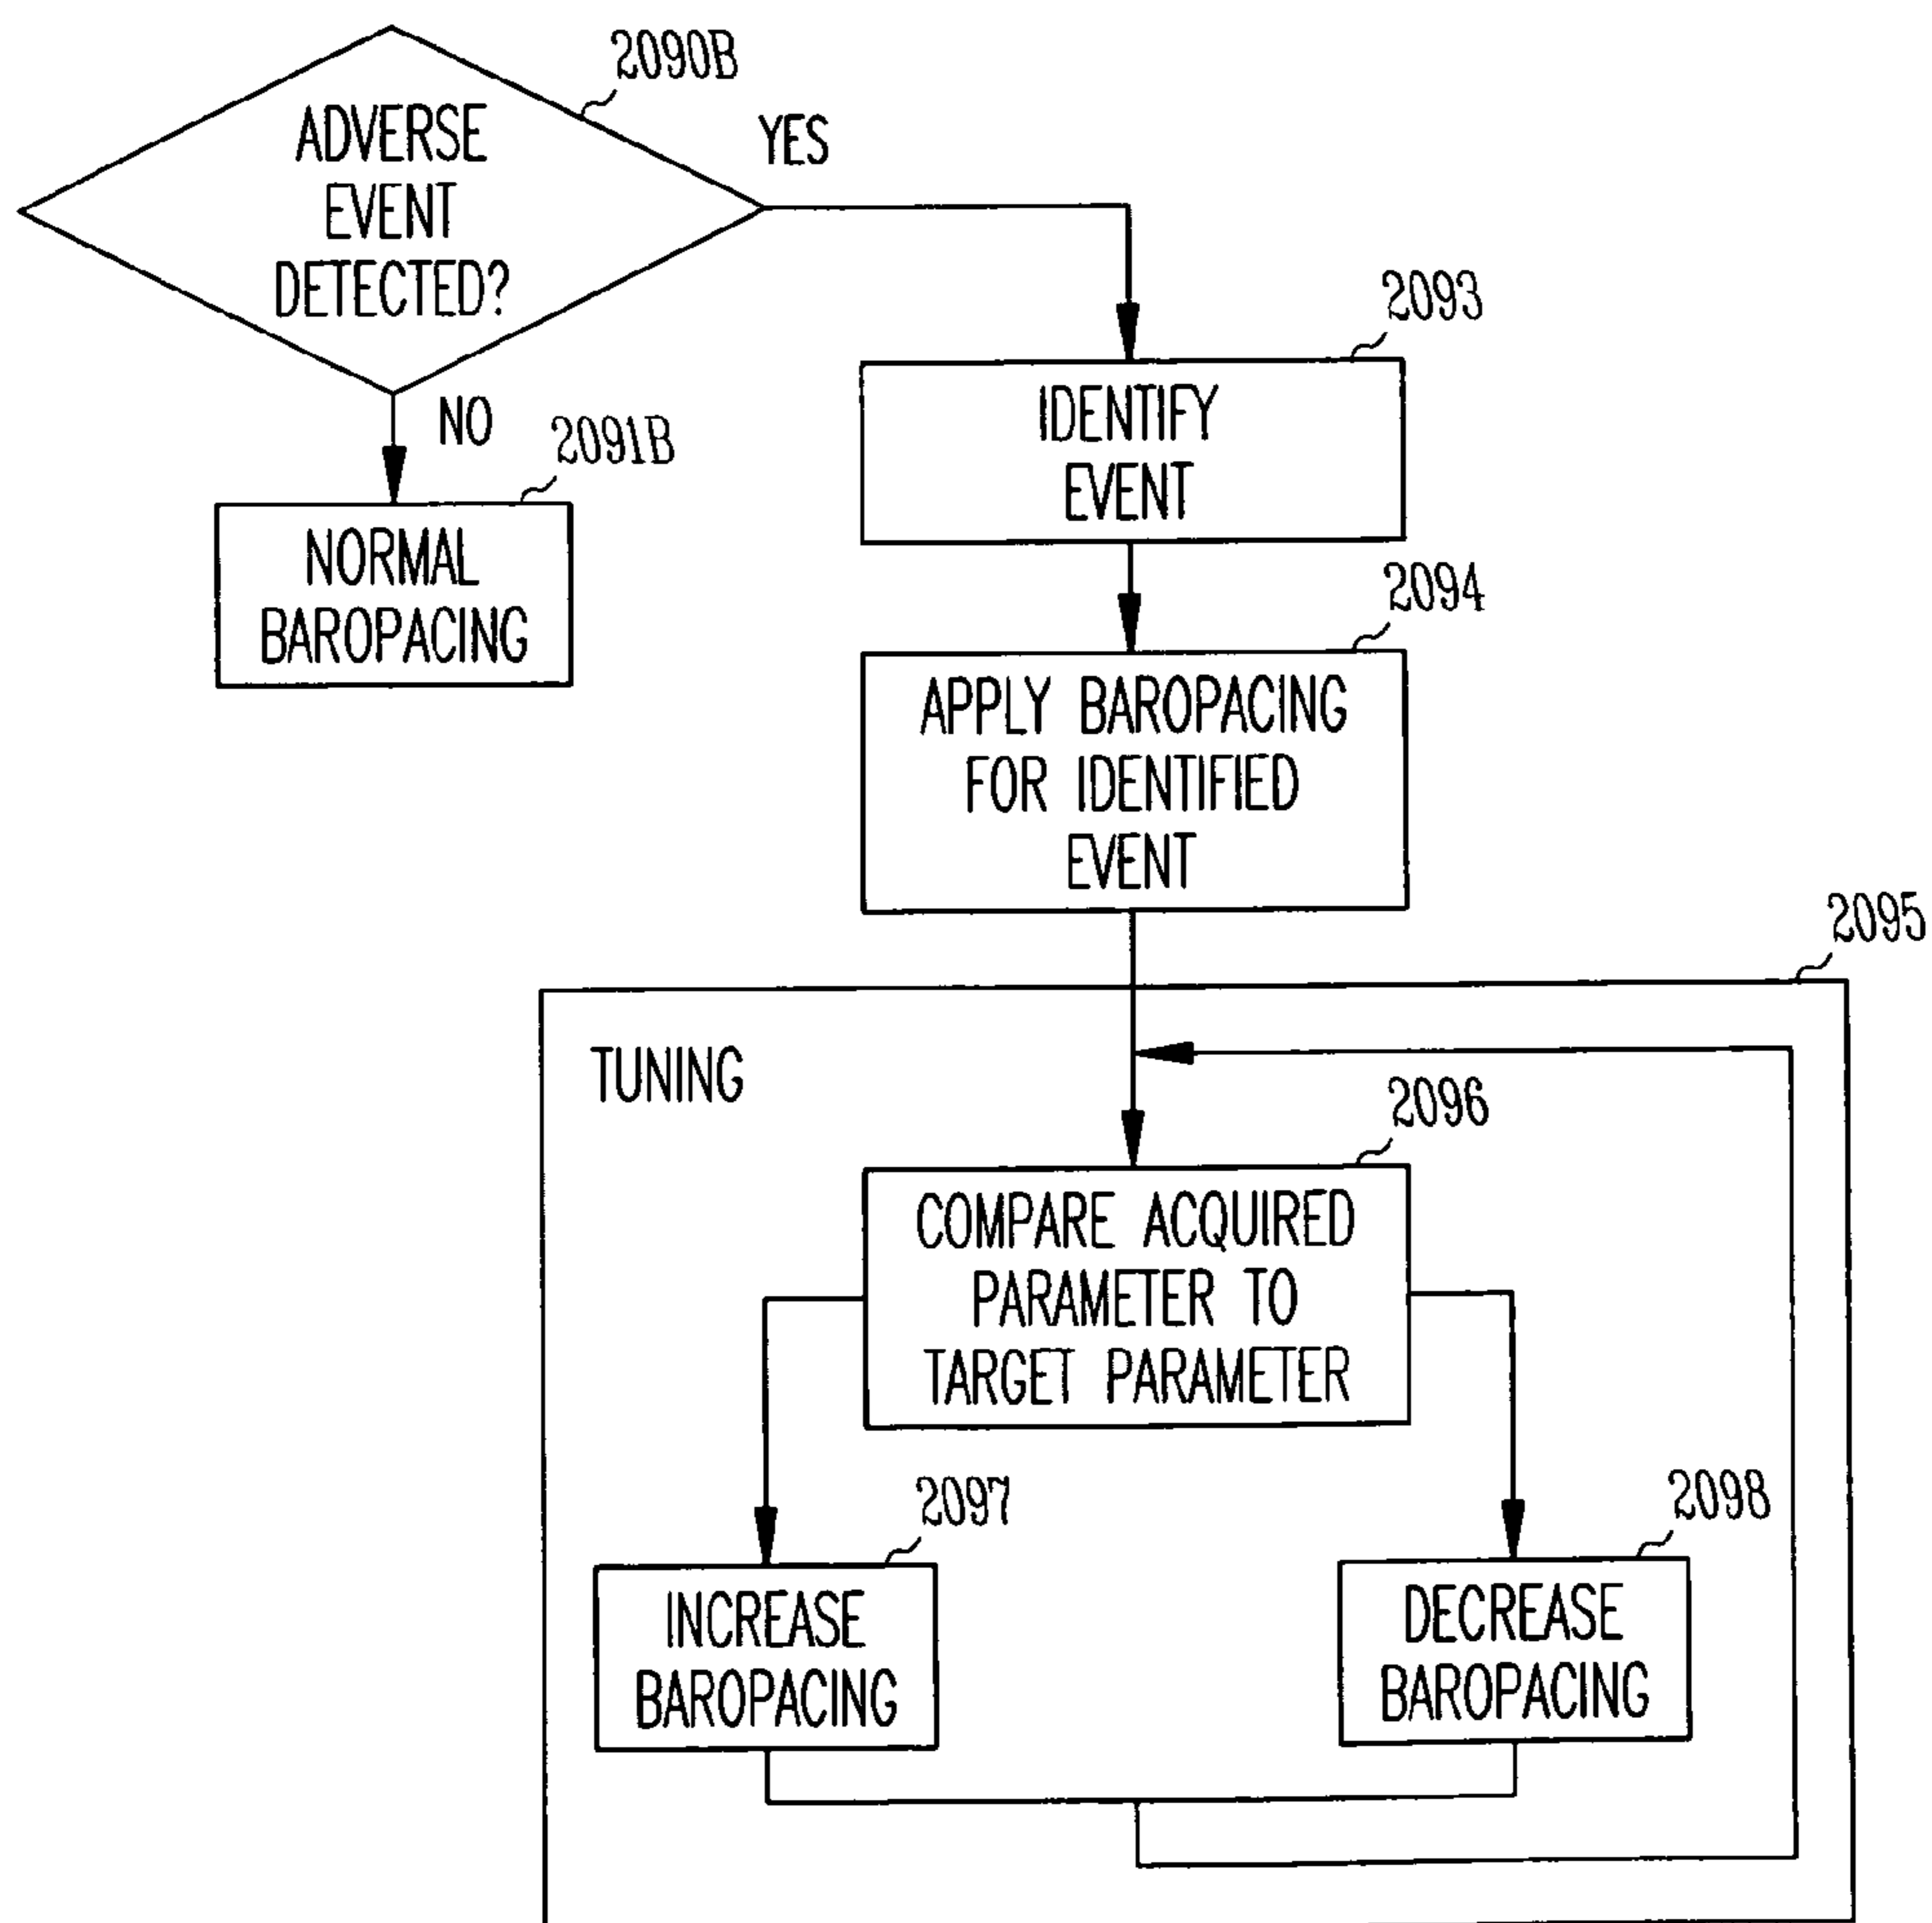 2090B
ADVERSE
EVENT
DETECTED?
YES
NO
2091B
NORMAL
BAROPACING
2093
IDENTIFY
EVENT
2094
APPLY BAROPACING
FOR IDENTIFIED
EVENT
2095
TUNING
2096
COMPARE ACQUIRED
PARAMETER TO
TARGET PARAMETER
2097
INCREASE
BAROPACING
2098
DECREASE
BAROPACING